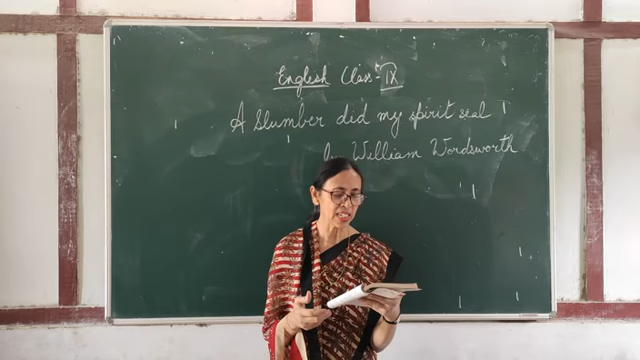 English Class - IX
A Slumber did my spirit seal
by William Wordsworth